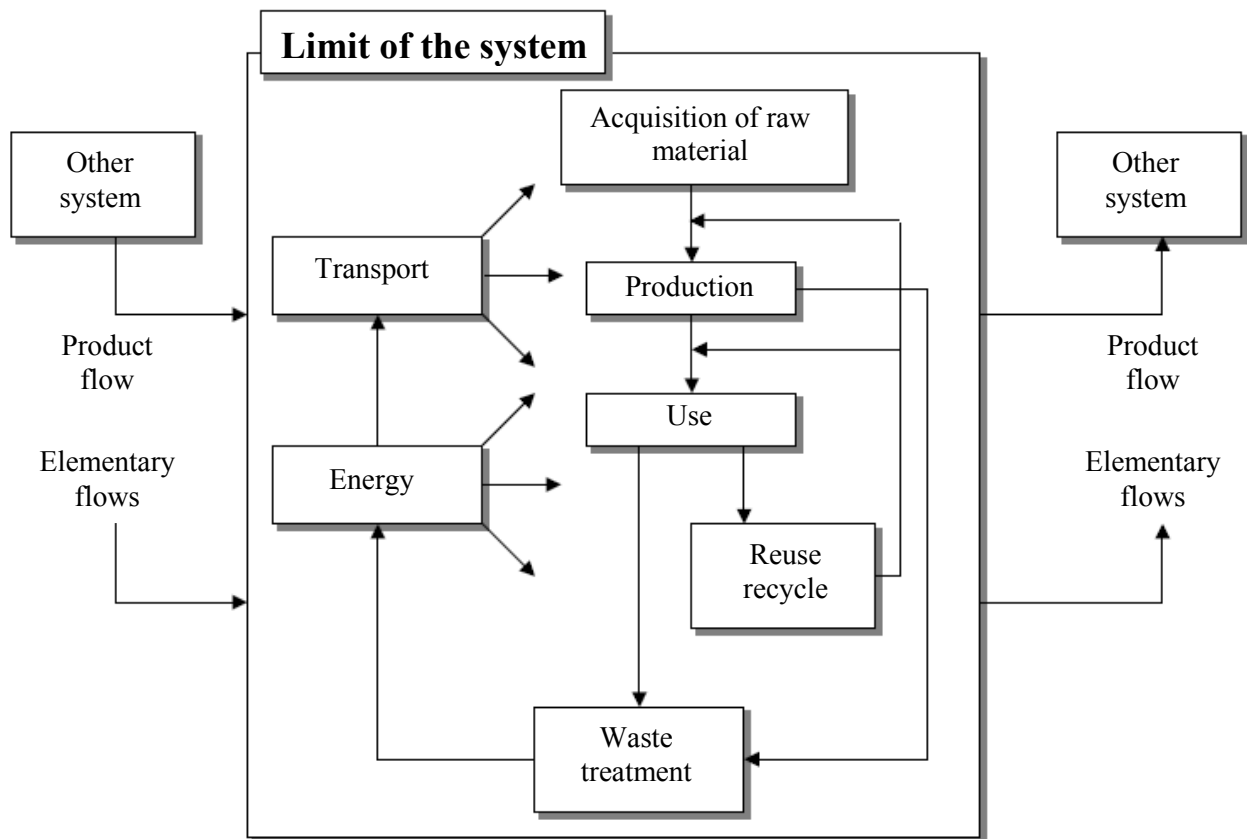 Limit of the system
Acquisition of raw
material
Other
system
Other
system
Transport
Production
Product
flow
Product
flow
Use
Elementary
flows
Energy
Elementary
flows
Reuse
recycle
Waste
treatment